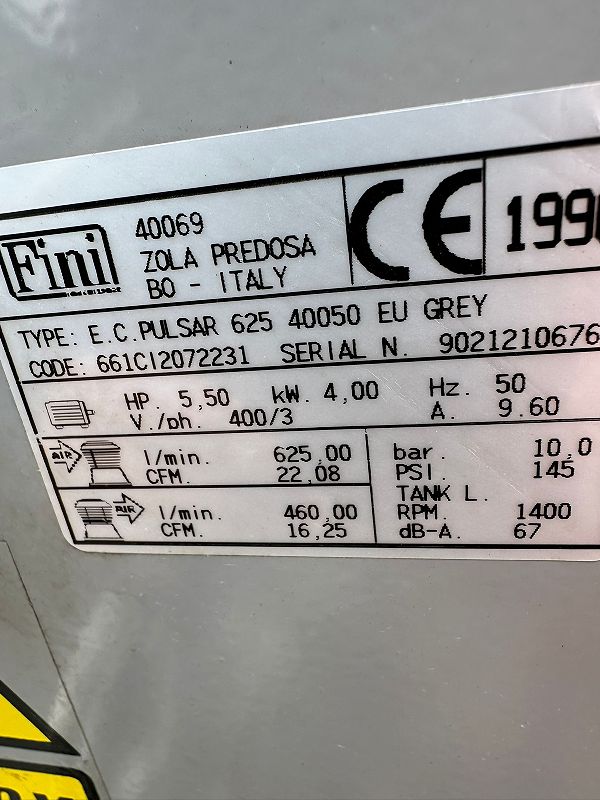 Fini
40069
ZOLA PREDOSA
BO - ITALY
CE
TYPE: E.C.PULSAR 625 40050 EU GREY
CODE: 661CI2072231 SERIAL N. 9021210676
HP. 5,50 kW. 4,00 Hz. 50
V./ph. 400/3 A. 9.60
AIR l/min. 625,00
CFM. 22,08
AIR l/min. 460,00
CFM. 16,25
bar. 10,0
PSI. 145
TANK L.
RPM. 1400
dB-A. 67